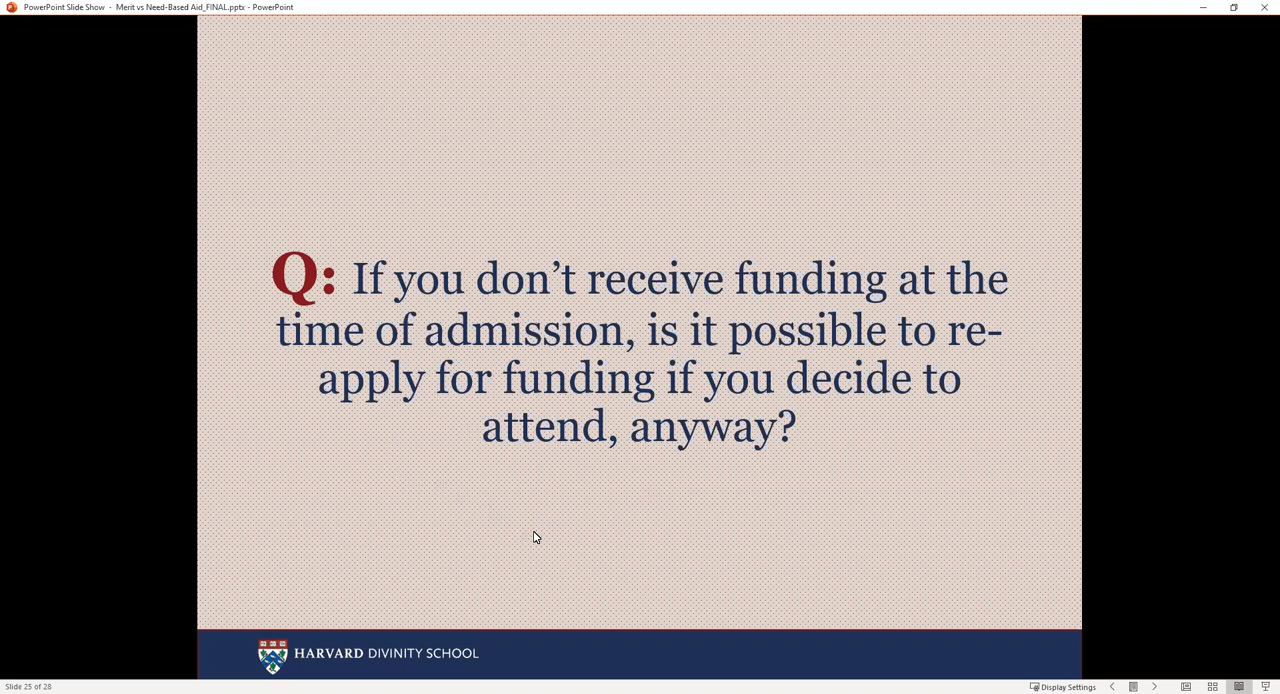 PowerPoint Slide Show - Merit vs Need-Based Aid_FINAL.pptx - PowerPoint
Q: If you don’t receive funding at the
time of admission, is it possible to re-
apply for funding if you decide to
attend, anyway?
HARVARD DIVINITY SCHOOL
Slide 25 of 28
Display Settings